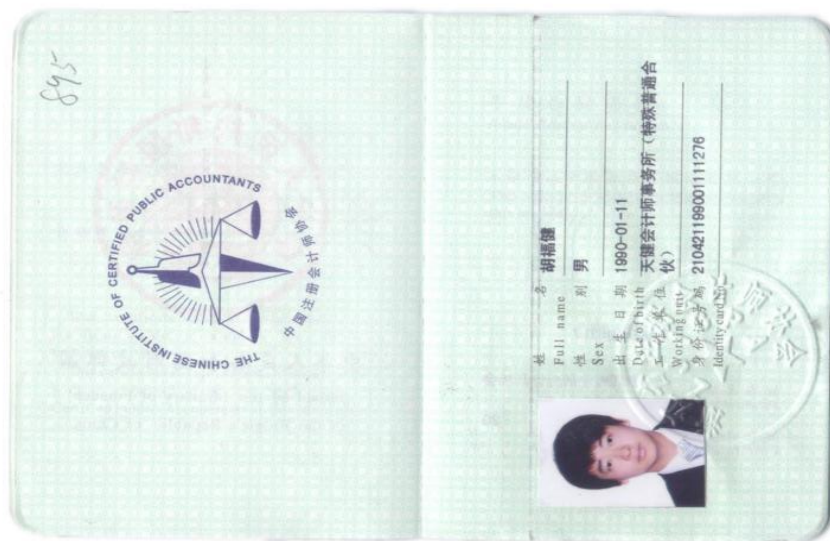 895
THE CHINESE INSTITUTE OF CERTIFIED PUBLIC ACCOUNTANTS
中国注册会计师协会
姓 名 胡福健
Full name
性 别 男
Sex
出 生 日 期 1990-01-11
Date of birth
工 作 单 位 天健会计师事务所（特殊普通合
伙）
Working unit
身份证号码 210421199001111276
Identity card No.